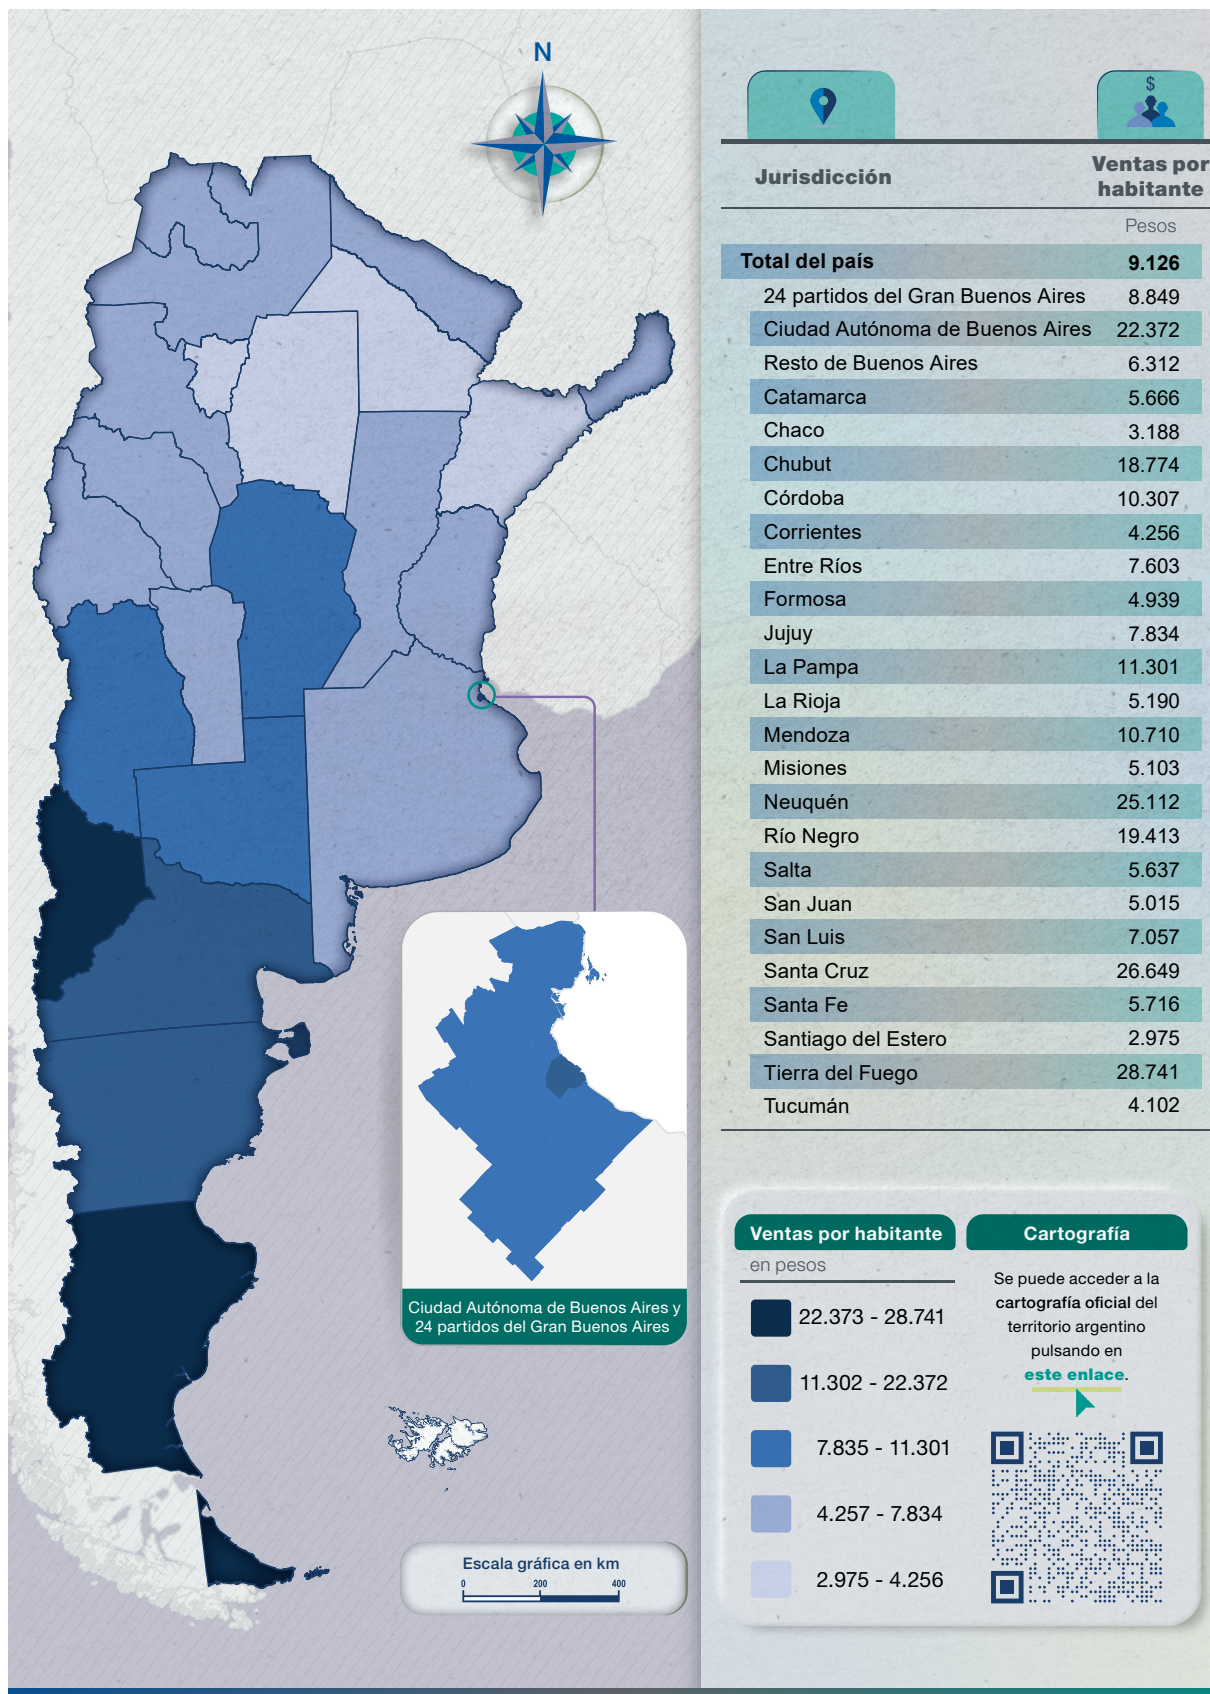 N
$
Jurisdicción
Ventas por
habitante
Pesos
Total del país 9.126
24 partidos del Gran Buenos Aires 8.849
Ciudad Autónoma de Buenos Aires 22.372
Resto de Buenos Aires 6.312
Catamarca 5.666
Chaco 3.188
Chubut 18.774
Córdoba 10.307
Corrientes 4.256
Entre Ríos 7.603
Formosa 4.939
Jujuy 7.834
La Pampa 11.301
La Rioja 5.190
Mendoza 10.710
Misiones 5.103
Neuquén 25.112
Río Negro 19.413
Salta 5.637
San Juan 5.015
San Luis 7.057
Santa Cruz 26.649
Santa Fe 5.716
Santiago del Estero 2.975
Tierra del Fuego 28.741
Tucumán 4.102
Ciudad Autónoma de Buenos Aires y
24 partidos del Gran Buenos Aires
Escala gráfica en km
0 200 400
Ventas por habitante
en pesos
22.373 - 28.741
11.302 - 22.372
7.835 - 11.301
4.257 - 7.834
2.975 - 4.256
Cartografía
Se puede acceder a la
cartografía oficial del
territorio argentino
pulsando en
este enlace.